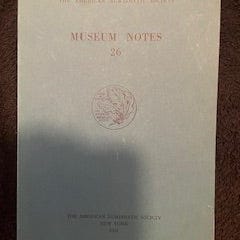 THE AMERICAN NUMISMATIC SOCIETY
MUSEUM NOTES
26
THE AMERICAN NUMISMATIC SOCIETY
NEW YORK